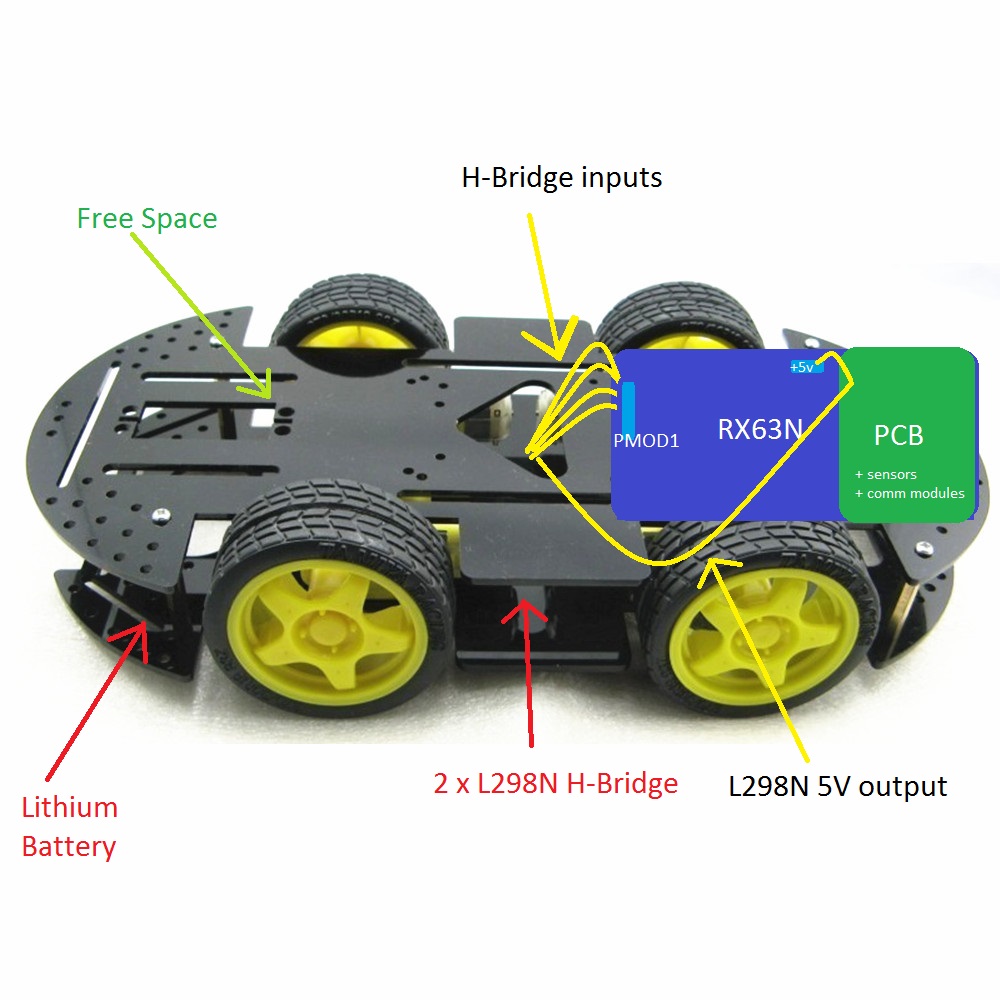 H-Bridge inputs
Free Space
+5v
RX63N
PMOD1
PCB
+ sensors
+ comm modules
2 x L298N H-Bridge
L298N 5V output
Lithium
Battery